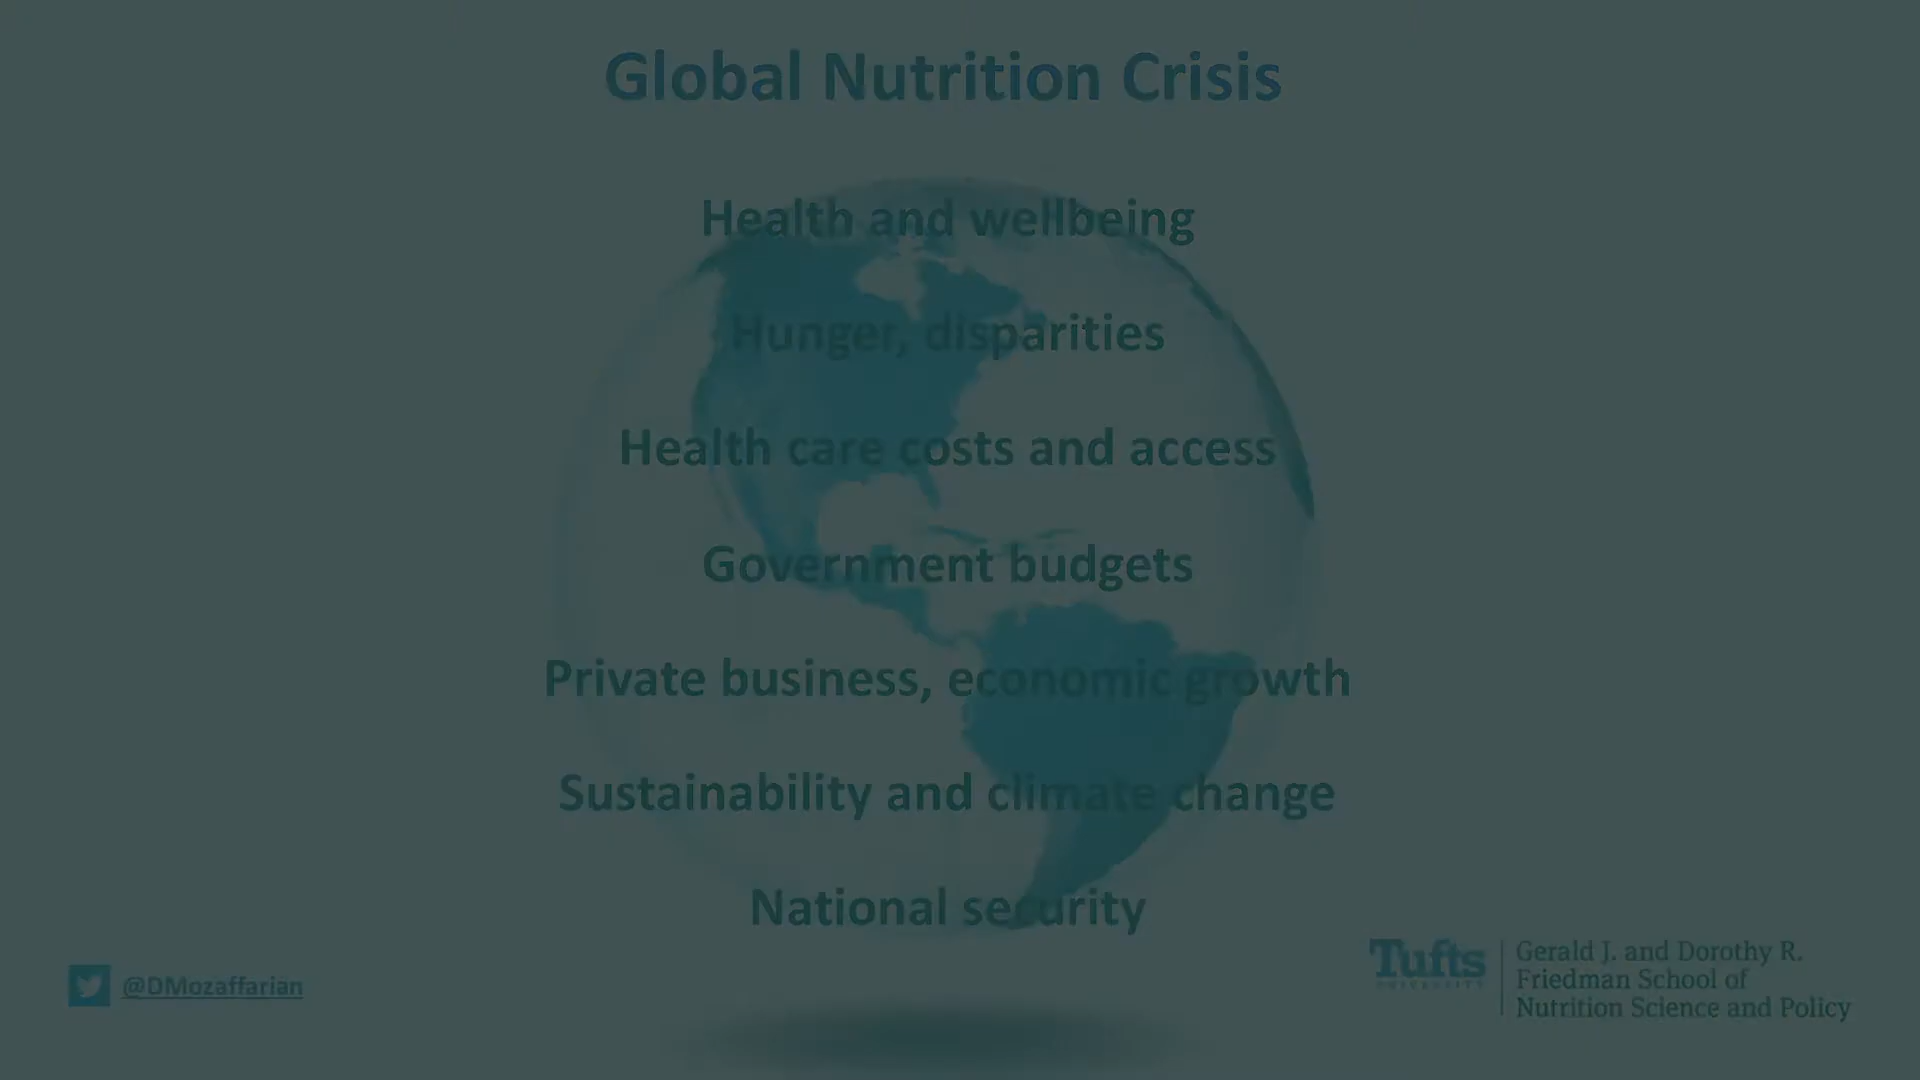 Global Nutrition Crisis
Health and wellbeing
Hunger, disparities
Health care costs and access
Government budgets
Private business, economic growth
Sustainability and climate change
National security
@DMozaffarian
Tufts
UNIVERSITY
Gerald J. and Dorothy R.
Friedman School of
Nutrition Science and Policy